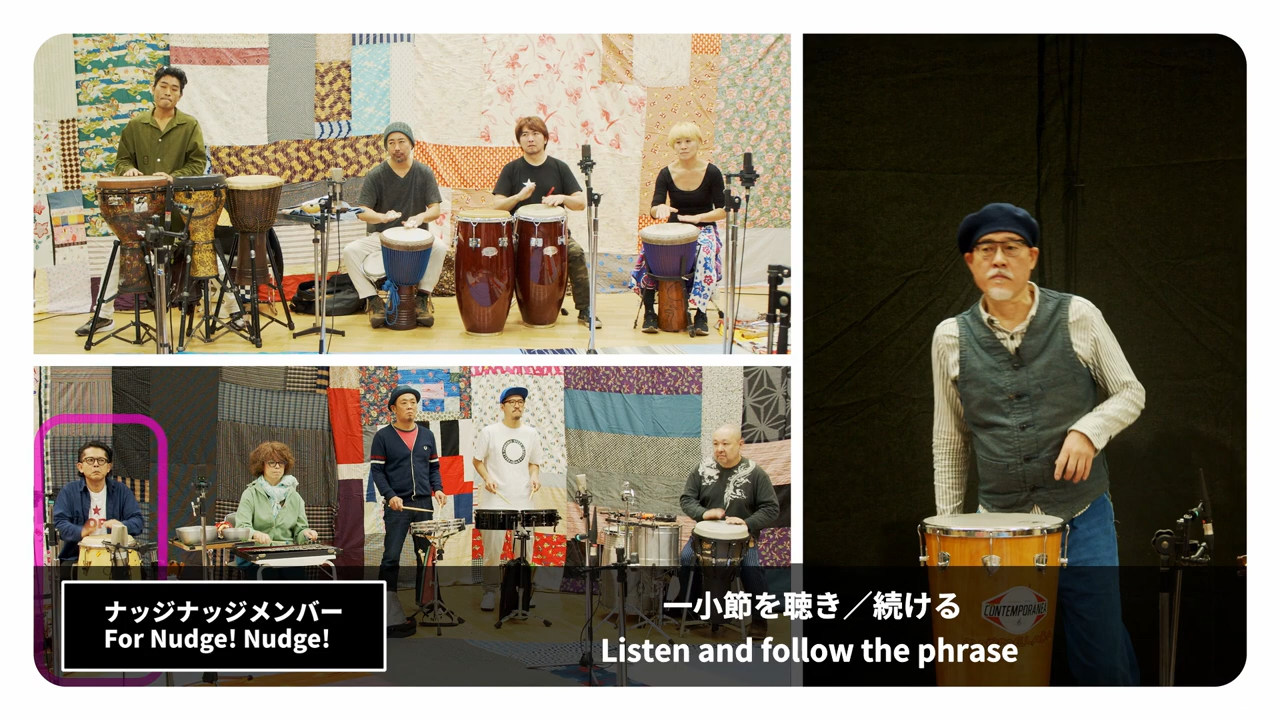 ナッジナッジメンバー
For Nudge! Nudge!
一小節を聴き／続ける
Listen and follow the phrase
CONTEMPORANEA